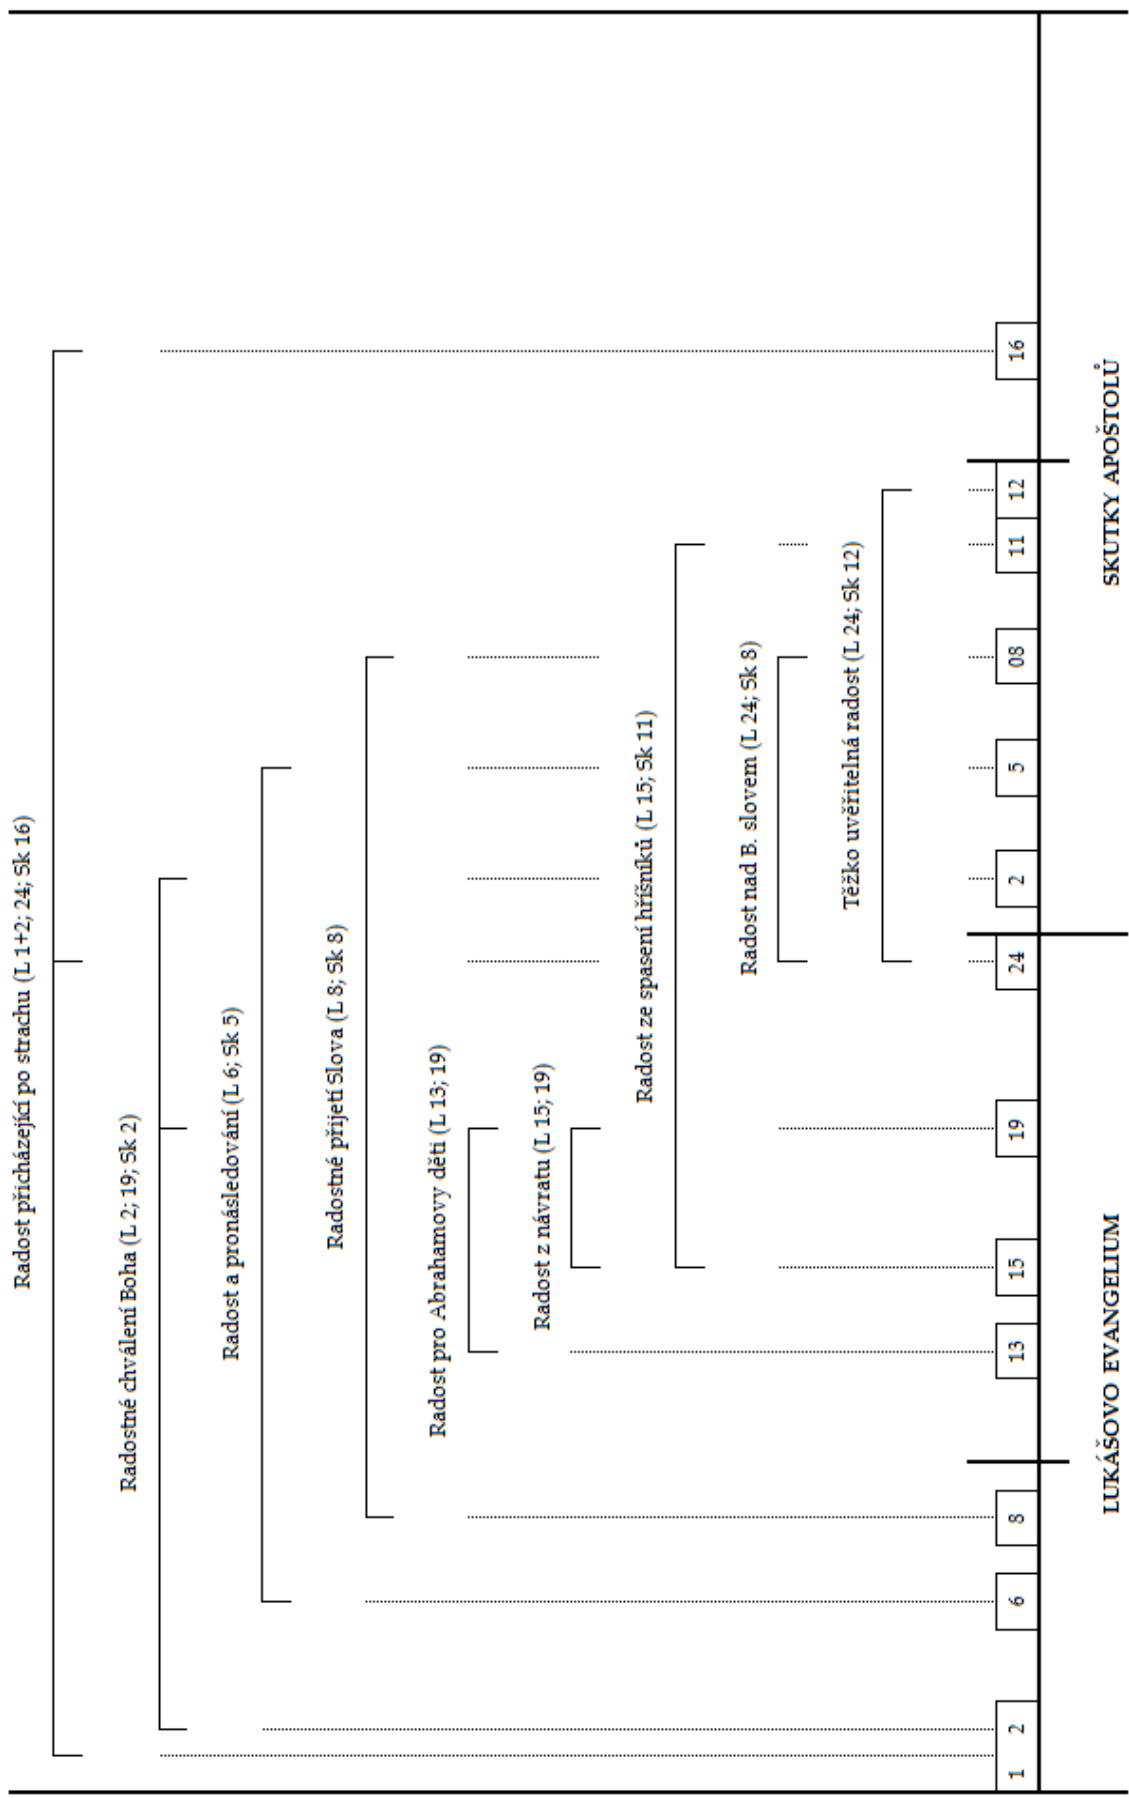 Radost přicházející po strachu (L 1+2; 24; Sk 16)
Radostné chválení Boha (L 2; 19; Sk 2)
Radost a pronásledování (L 6; Sk 5)
Radostné přijetí Slova (L 8; Sk 8)
Radost pro Abrahamovy děti (L 13; 19)
Radost z návratu (L 15; 19)
Radost ze spasení hříšníků (L 15; Sk 11)
Radost nad B. slovem (L 24; Sk 8)
Těžko uvěřitelná radost (L 24; Sk 12)
1 2 6 8 13 15 19 24 2 5 08 11 12 16
LUKÁŠOVO EVANGELIUM SKUTKY APOŠTOLŮ